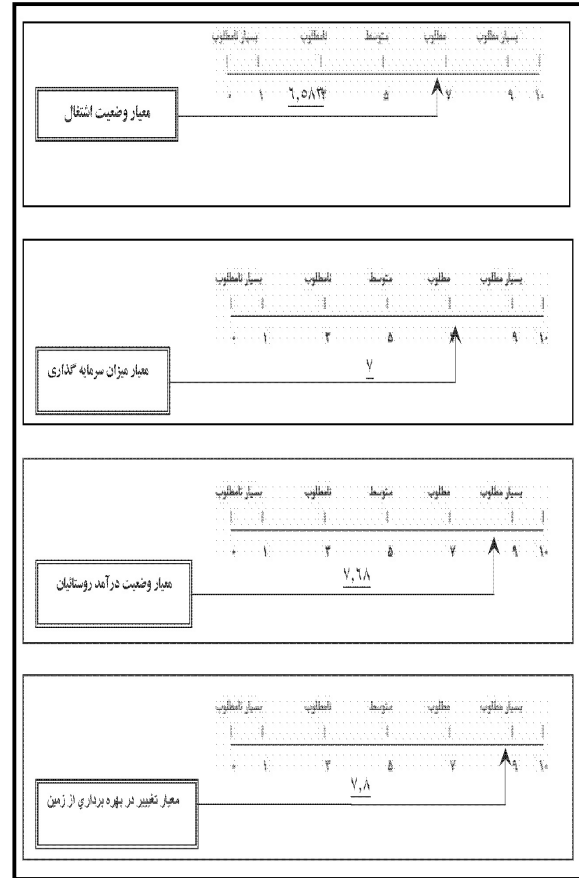 بسیار نامطلوب نامطلوب متوسط مطلوب بسیار مطلوب
۰ ۱ ۳ ۵ ۷ ۹ ۱۰
۶,۵۸۳
معیار وضعیت اشتغال
بسیار نامطلوب نامطلوب متوسط مطلوب بسیار مطلوب
۰ ۱ ۳ ۵ ۷ ۹ ۱۰
۷
معیار میزان سرمایه گذاری
بسیار نامطلوب نامطلوب متوسط مطلوب بسیار مطلوب
۰ ۱ ۳ ۵ ۷ ۹ ۱۰
۷,۶۸
معیار وضعیت درآمد روستائیان
بسیار نامطلوب نامطلوب متوسط مطلوب بسیار مطلوب
۰ ۱ ۳ ۵ ۷ ۹ ۱۰
۷,۸
معیار تغییر در بهره برداري از زمین